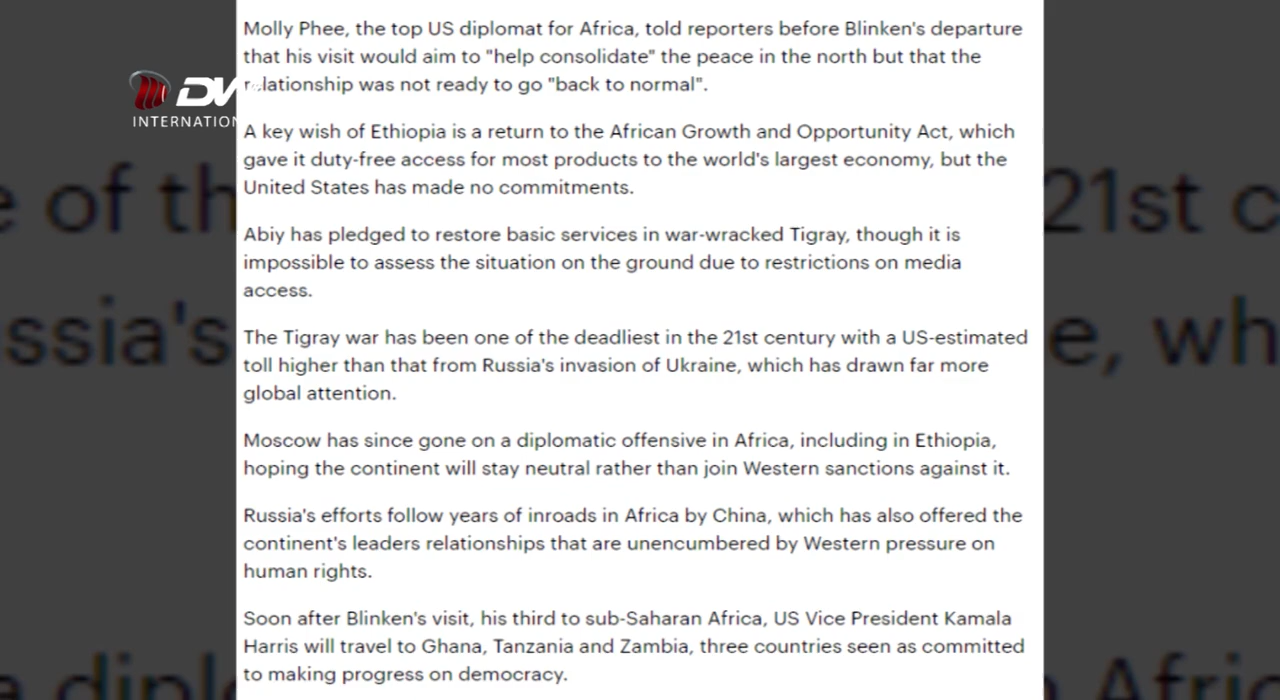 Molly Phee, the top US diplomat for Africa, told reporters before Blinken's departure
that his visit would aim to "help consolidate" the peace in the north but that the
relationship was not ready to go "back to normal".
DW
INTERNATION
A key wish of Ethiopia is a return to the African Growth and Opportunity Act, which
gave it duty-free access for most products to the world's largest economy, but the
United States has made no commitments.
Abiy has pledged to restore basic services in war-wracked Tigray, though it is
impossible to assess the situation on the ground due to restrictions on media
access.
The Tigray war has been one of the deadliest in the 21st century with a US-estimated
toll higher than that from Russia's invasion of Ukraine, which has drawn far more
global attention.
Moscow has since gone on a diplomatic offensive in Africa, including in Ethiopia,
hoping the continent will stay neutral rather than join Western sanctions against it.
Russia's efforts follow years of inroads in Africa by China, which has also offered the
continent's leaders relationships that are unencumbered by Western pressure on
human rights.
Soon after Blinken's visit, his third to sub-Saharan Africa, US Vice President Kamala
Harris will travel to Ghana, Tanzania and Zambia, three countries seen as committed
to making progress on democracy.
e of th 21st c
ssia's e, wh
a diplo n Afric